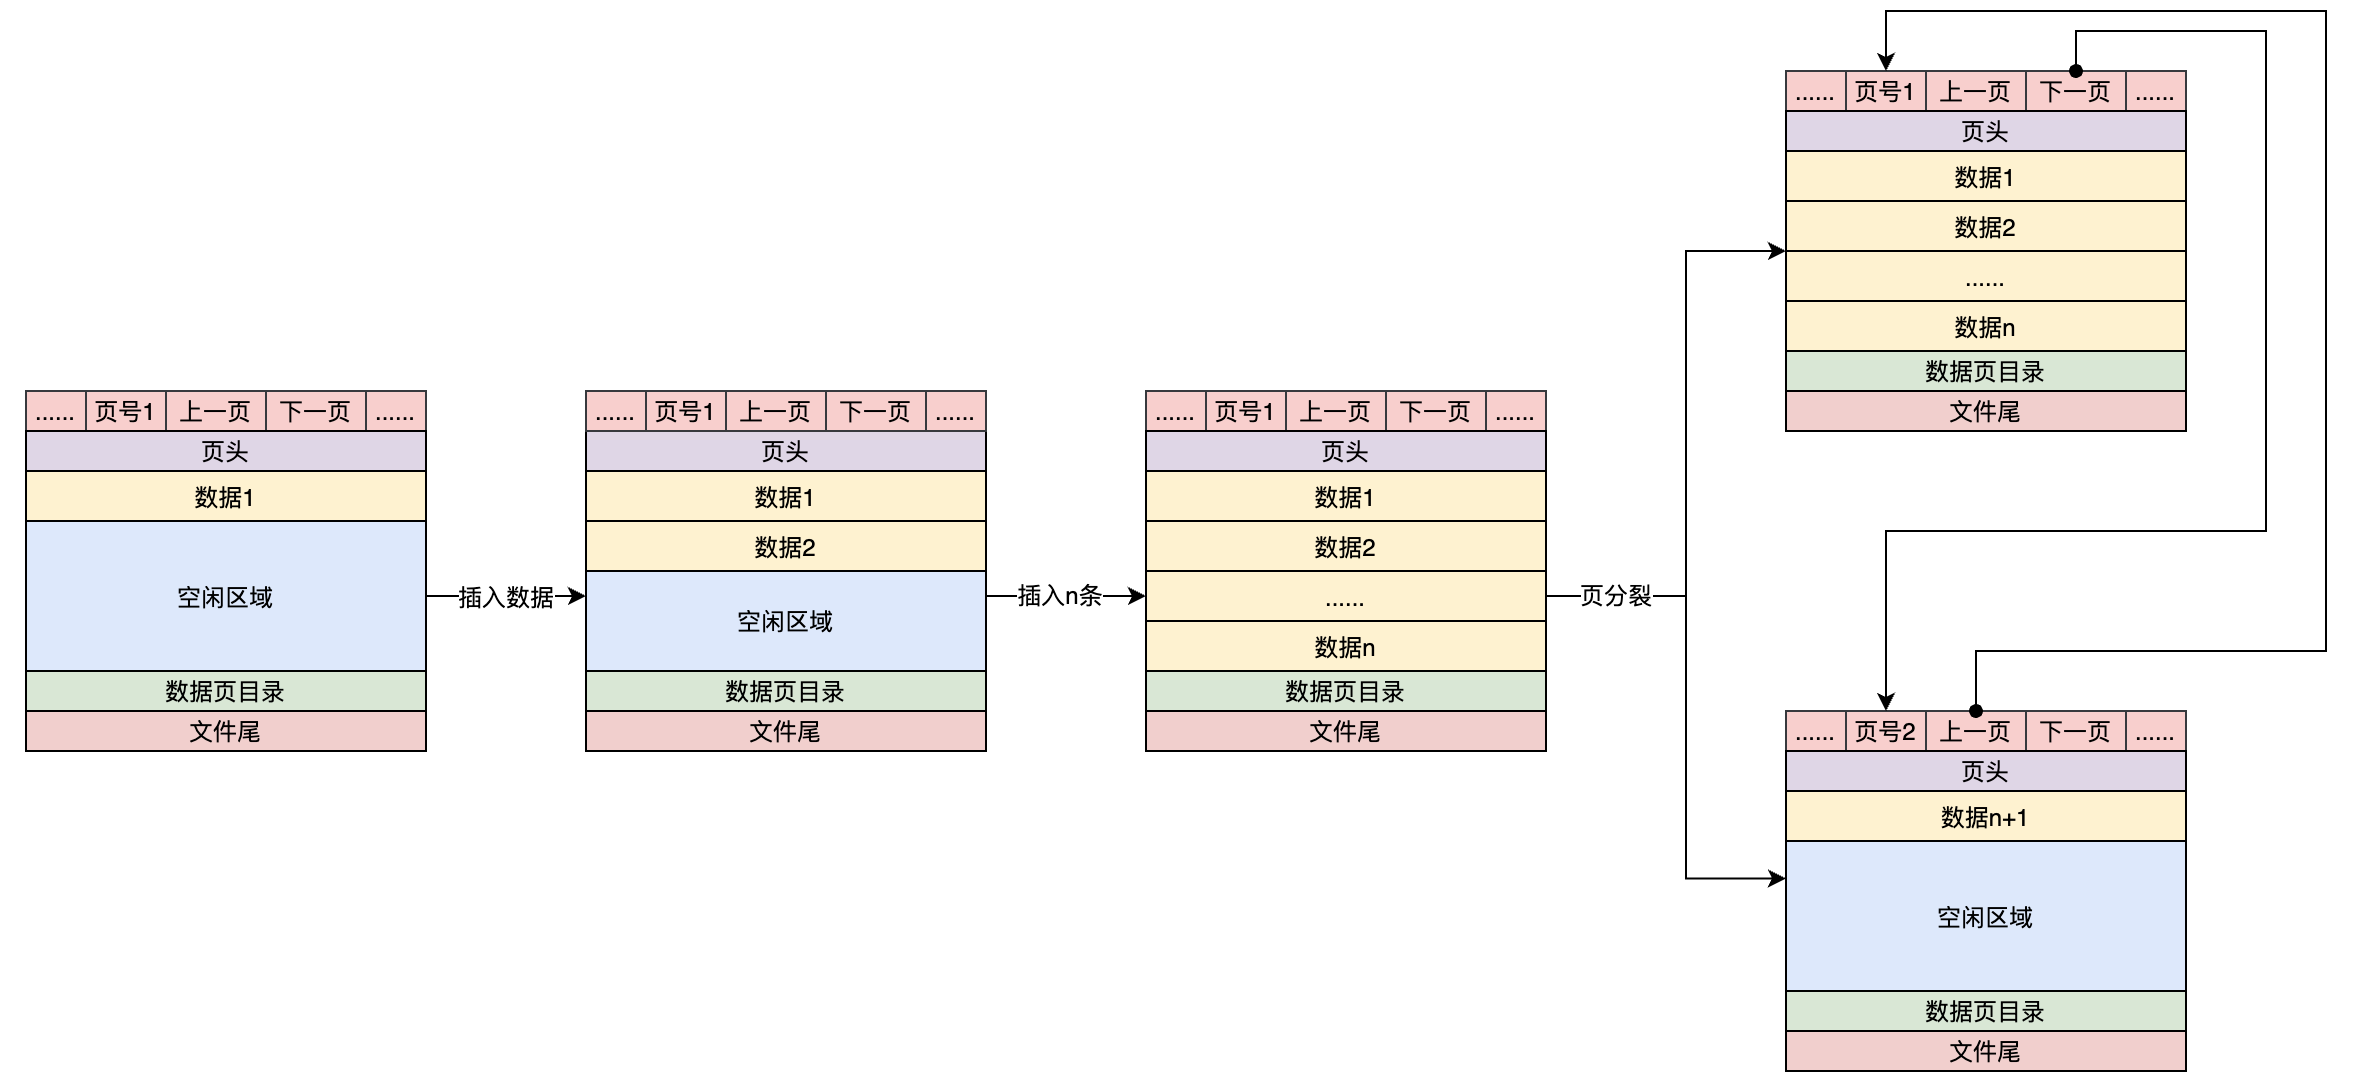 ...... 页号1 上一页 下一页 ......
页头
数据1
空闲区域
数据页目录
文件尾
插入数据
...... 页号1 上一页 下一页 ......
页头
数据1
数据2
空闲区域
数据页目录
文件尾
插入n条
...... 页号1 上一页 下一页 ......
页头
数据1
数据2
......
数据n
数据页目录
文件尾
页分裂
...... 页号1 上一页 下一页 ......
页头
数据1
数据2
......
数据n
数据页目录
文件尾
...... 页号2 上一页 下一页 ......
页头
数据n+1
空闲区域
数据页目录
文件尾